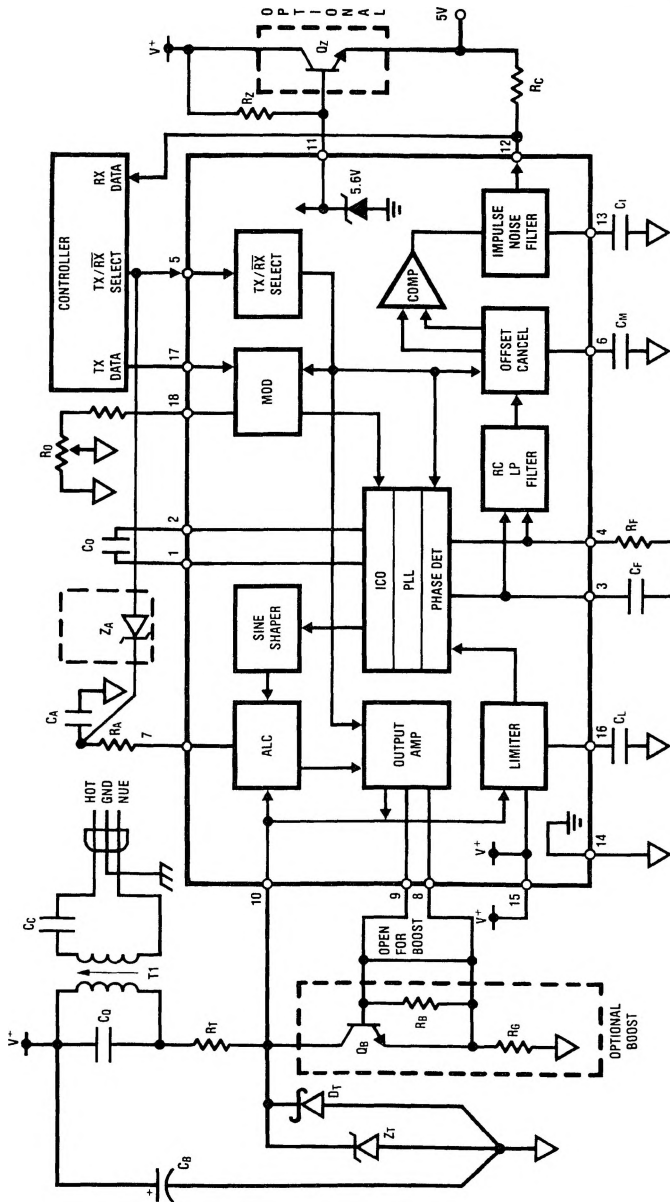 V+
CB
+
CQ
T1
CC
HOT
GND
NUE
RT
DT
ZT
QB
RB
RG
OPTIONAL
BOOST
OPEN
FOR
BOOST
CA
RA
ZA
CO
RO
CONTROLLER
TX
DATA
TX/RX
SELECT
RX
DATA
V+
RZ
QZ
OPTIONAL
5V
RC
10
9
8
15
V+
V+
7
1
2
18
17
5
11
12
ALC
SINE
SHAPER
MOD
TX/RX
SELECT
5.6V
OUTPUT
AMP
ICO
PLL
PHASE DET
LIMITER
RC
LP
FILTER
OFFSET
CANCEL
COMP
IMPULSE
NOISE
FILTER
14
16
3
4
6
13
CL
CF
RF
CM
CI